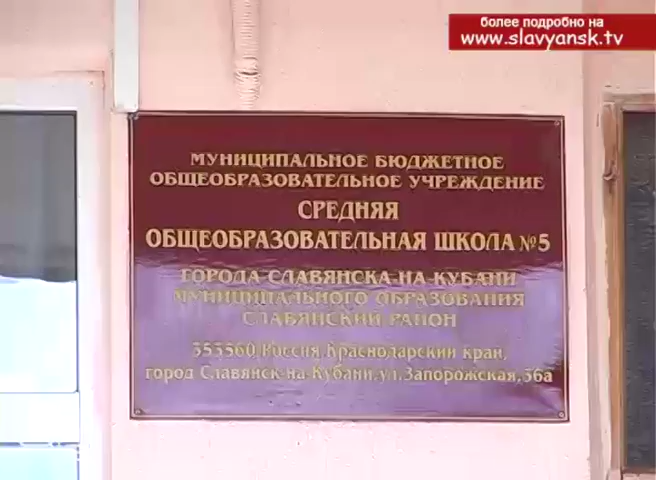 более подробно на
www.slavyansk.tv
МУНИЦИПАЛЬНОЕ БЮДЖЕТНОЕ
ОБЩЕОБРАЗОВАТЕЛЬНОЕ УЧРЕЖДЕНИЕ
СРЕДНЯЯ
ОБЩЕОБРАЗОВАТЕЛЬНАЯ ШКОЛА №5
ГОРОДА СЛАВЯНСКА-НА-КУБАНИ
МУНИЦИПАЛЬНОГО ОБРАЗОВАНИЯ
СЛАВЯНСКИЙ РАЙОН
353560, Россия, Краснодарский край,
город Славянск-на-Кубани, ул. Запорожская, 36а